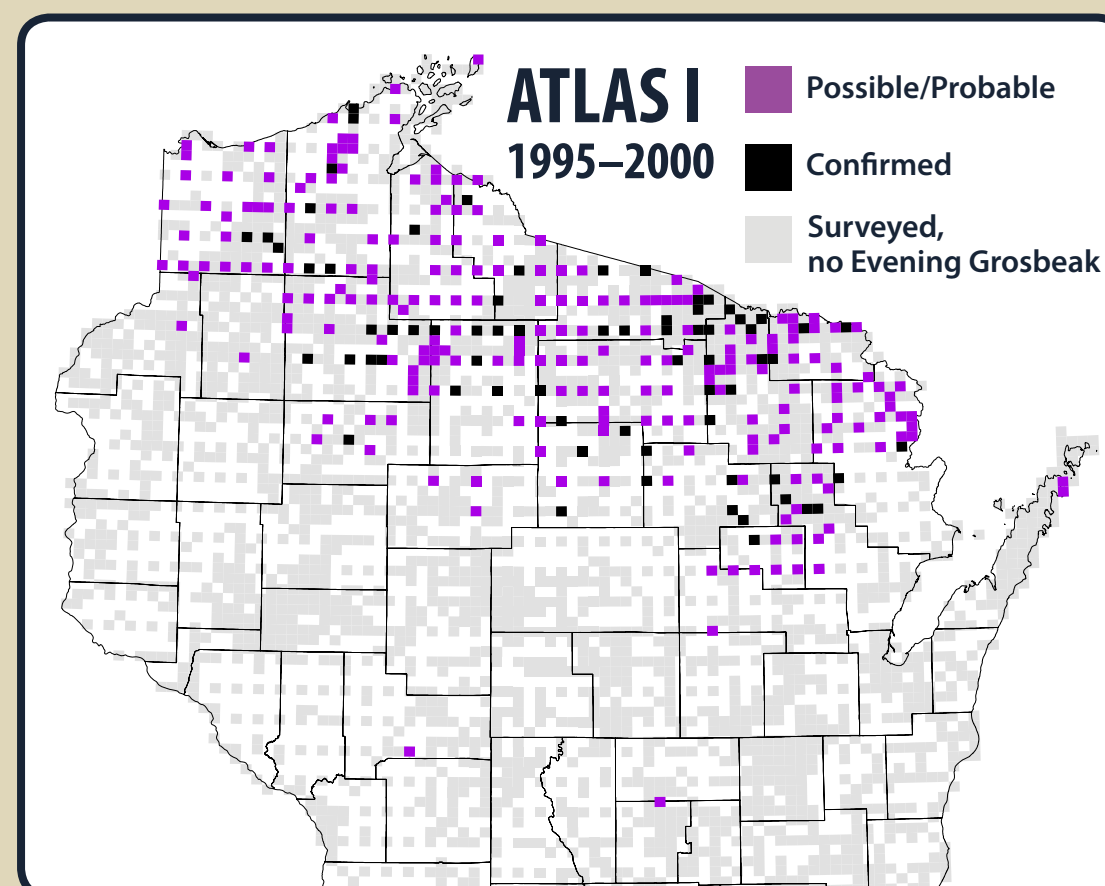 ATLAS I
1995–2000
Possible/Probable
Confirmed
Surveyed,
no Evening Grosbeak